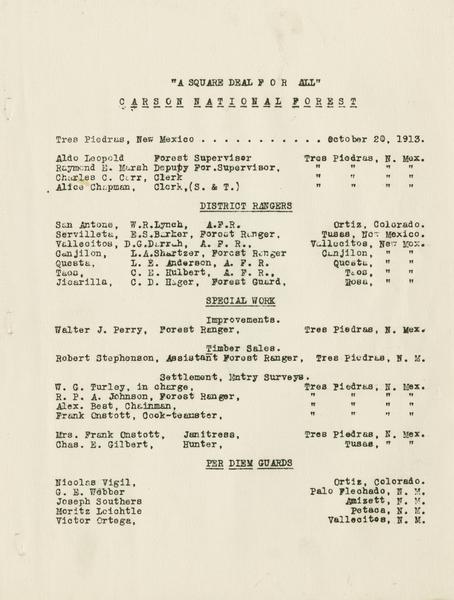 "A SQUARE DEAL F O R ALL"
C A R S O N N A T I O N A L F O R E S T
Tres Piedras, New Mexico . . . . . . . . . . . October 20, 1913.
Aldo Leopold Forest Supervisor Tres Piedras, N. Mex.
Raymond E. Marsh Deputy For.Supervisor, " " " "
Charles C. Carr, Clerk " " " "
Alice Chapman, Clerk,(S. & T.) " " " "
DISTRICT RANGERS
San Antone, W.R.Lynch, A.F.R. Ortiz, Colorado.
Servilleta, E.S.Barker, Forest Ranger, Tusas, New Mexico.
Vallecitos, D.C.Darrah, A. F. R., Vallecitos, New Mex.
Canjilon, L.A.Shartzer, Forest Ranger Canjilon, " "
Questa, L. E. Anderson, A. F. R. Questa, " "
Taos, C. E. Hulbert, A. F. R., Taos, " "
Jicarilla, C. D. Hager, Forest Guard, Rosa, " "
SPECIAL WORK
Improvements.
Walter J. Perry, Forest Ranger, Tres Piedras, N. Mex.
Timber Sales.
Robert Stephenson, Assistant Forest Ranger, Tres Piedras, N. M.
Settlement, Entry Surveys.
W. G. Turley, in charge, Tres Piedras, N. Mex.
R. P. A. Johnson, Forest Ranger, " " " "
Alex. Best, Chainman, " " " "
Frank Onstott, Cook-teamster, " " " "
Mrs. Frank Onstott, Janitress, Tres Piedras, N. Mex.
Chas. E. Gilbert, Hunter, Tusas, " "
PER DIEM GUARDS
Nicolas Vigil, Ortiz, Colorado.
G. E. Webber Palo Flechado, N. M.
Joseph Southers Amizett, N. M.
Moritz Leichtle Petaca, N. M.
Victor Ortega, Vallecitos, N. M.